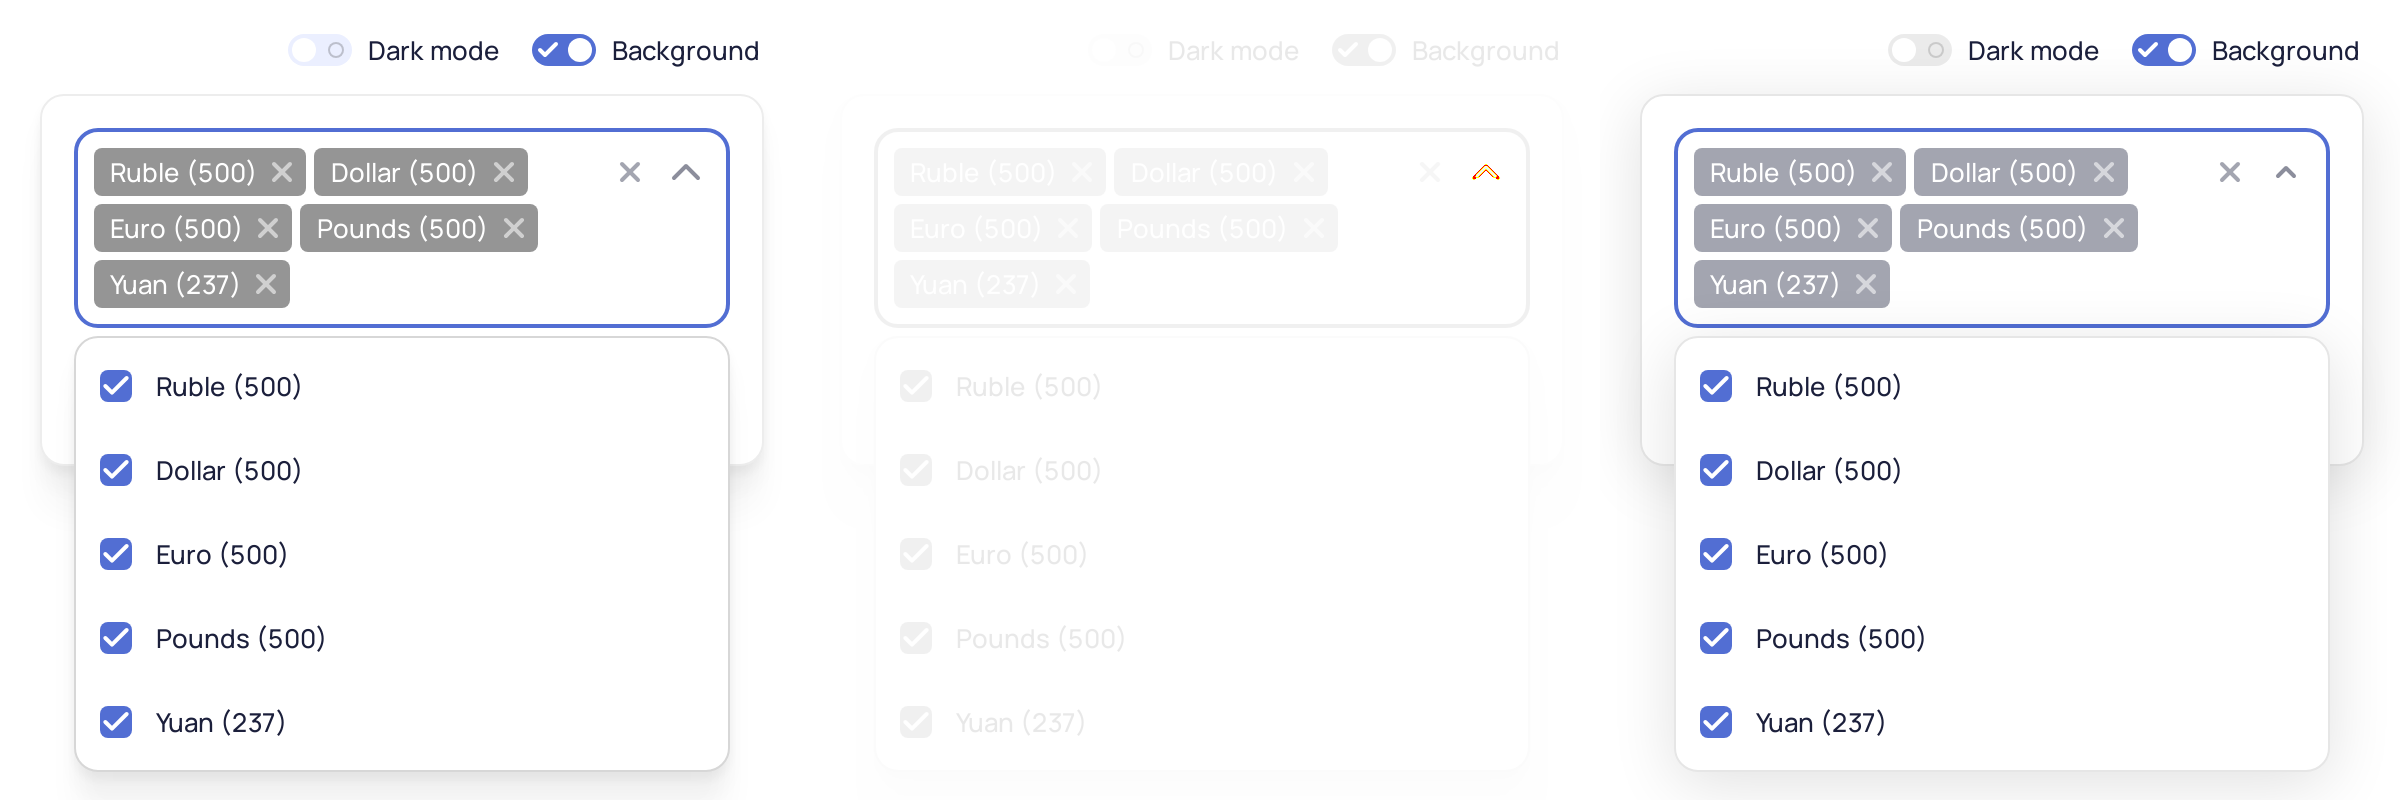 Dark mode Background
Ruble (500) Dollar (500)
Euro (500) Pounds (500)
Yuan (237)
Ruble (500)
Dollar (500)
Euro (500)
Pounds (500)
Yuan (237)
Dark mode Background
Ruble (500) Dollar (500)
Euro (500) Pounds (500)
Yuan (237)
Ruble (500)
Dollar (500)
Euro (500)
Pounds (500)
Yuan (237)
Dark mode Background
Ruble (500) Dollar (500)
Euro (500) Pounds (500)
Yuan (237)
Ruble (500)
Dollar (500)
Euro (500)
Pounds (500)
Yuan (237)